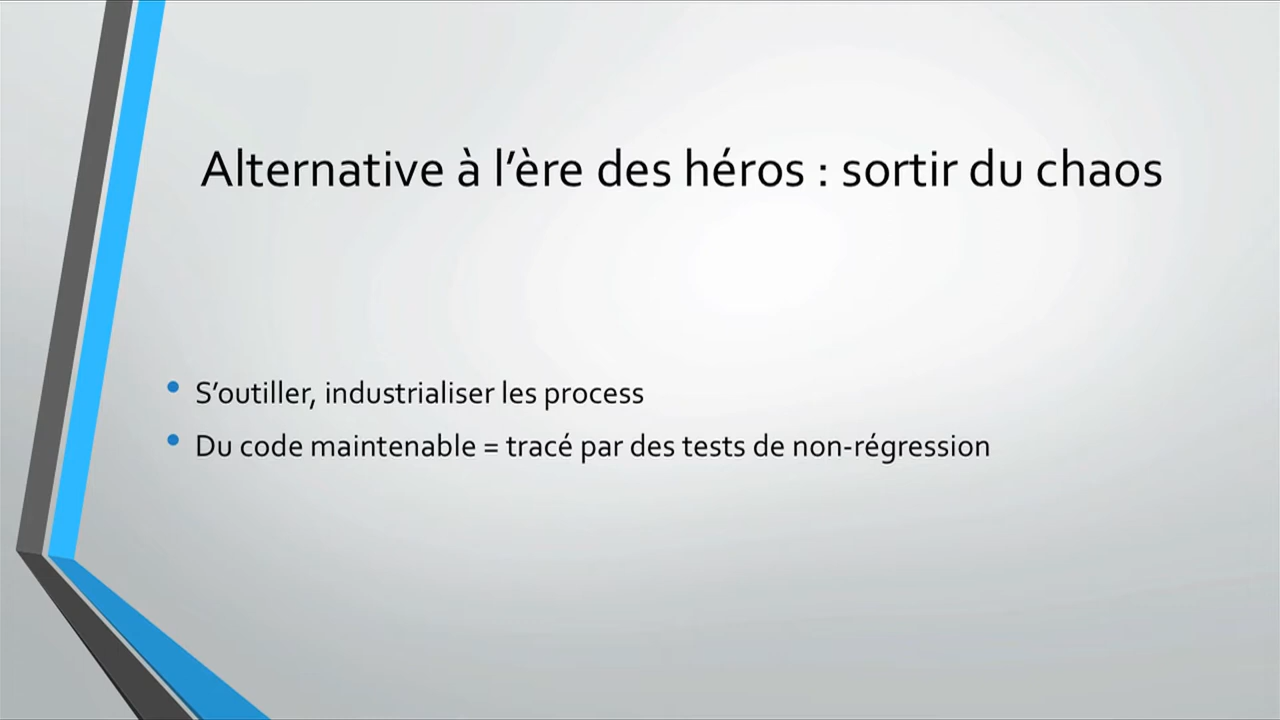 Alternative à l’ère des héros : sortir du chaos
• S’outiller, industrialiser les process
• Du code maintenable = tracé par des tests de non-régression